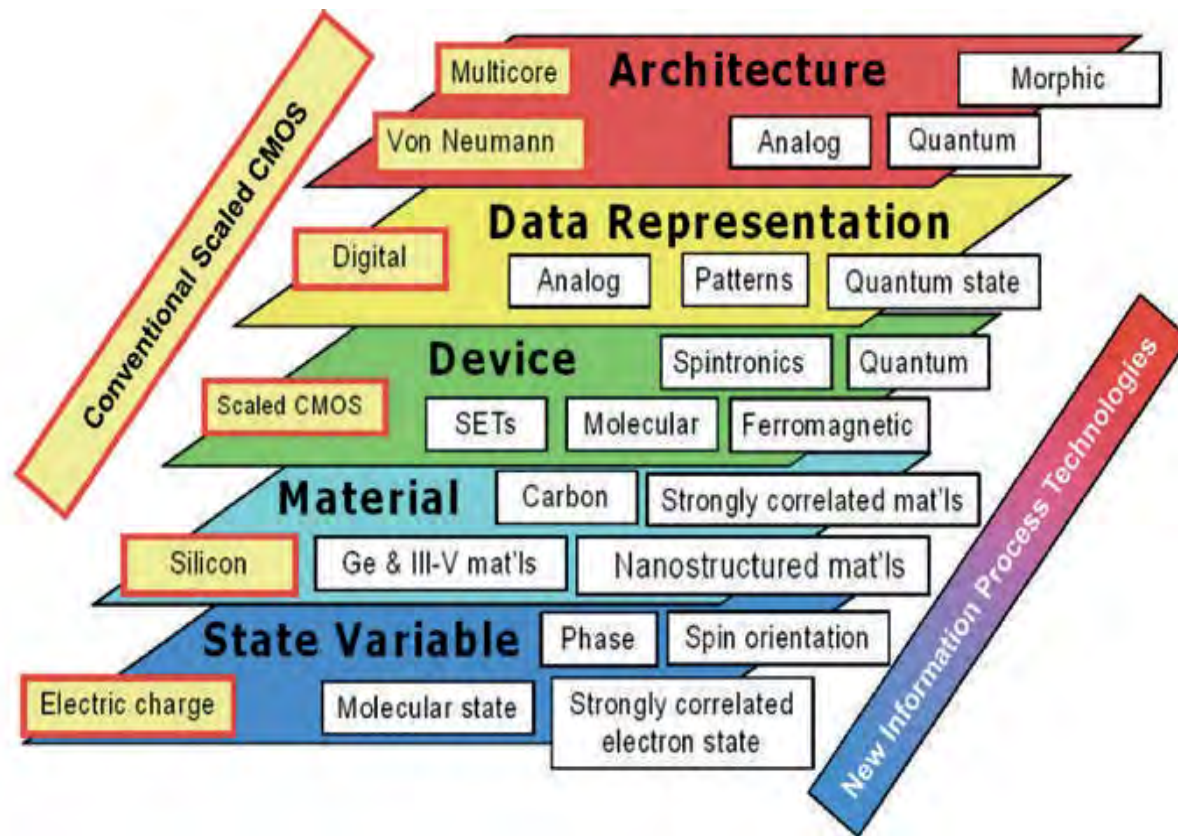 Conventional Scaled CMOS
Architecture
Multicore
Morphic
Von Neumann
Analog
Quantum
Data Representation
Digital
Analog
Patterns
Quantum state
Device
Spintronics
Quantum
Scaled CMOS
SETs
Molecular
Ferromagnetic
Material
Carbon
Strongly correlated mat'ls
Silicon
Ge & III-V mat'ls
Nanostructured mat'ls
State Variable
Phase
Spin orientation
Electric charge
Molecular state
Strongly correlated
electron state
New Information Process Technologies